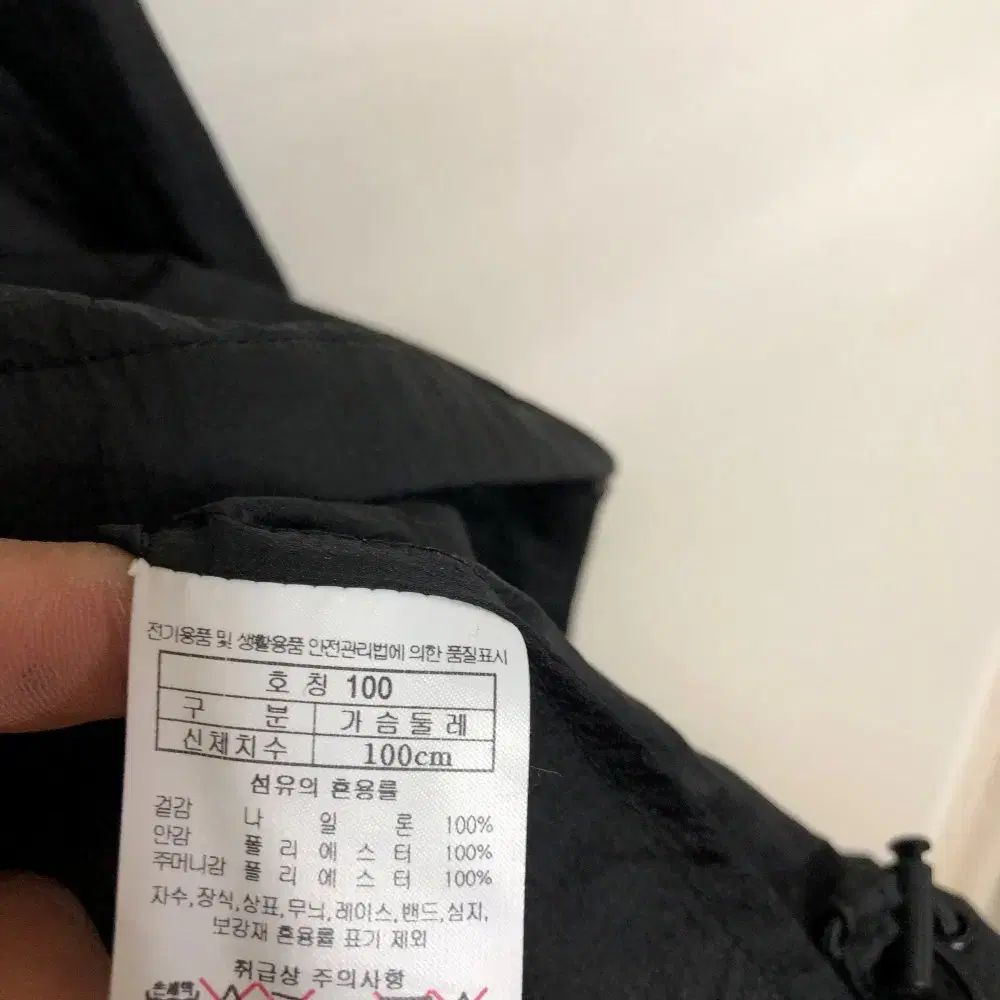 전기용품 및 생활용품 안전관리법에 의한 품질표시
호 칭 100
구 분 가 슴 둘 레
신체치수 100cm
섬유의 혼용률
겉감 나 일 론 100%
안감 폴 리 에 스 터 100%
주머니감 폴 리 에 스 터 100%
자수,장식,상표,무늬,레이스,밴드,심지,
보강재 혼용률 표기 제외
취급상 주의사항
손세탁